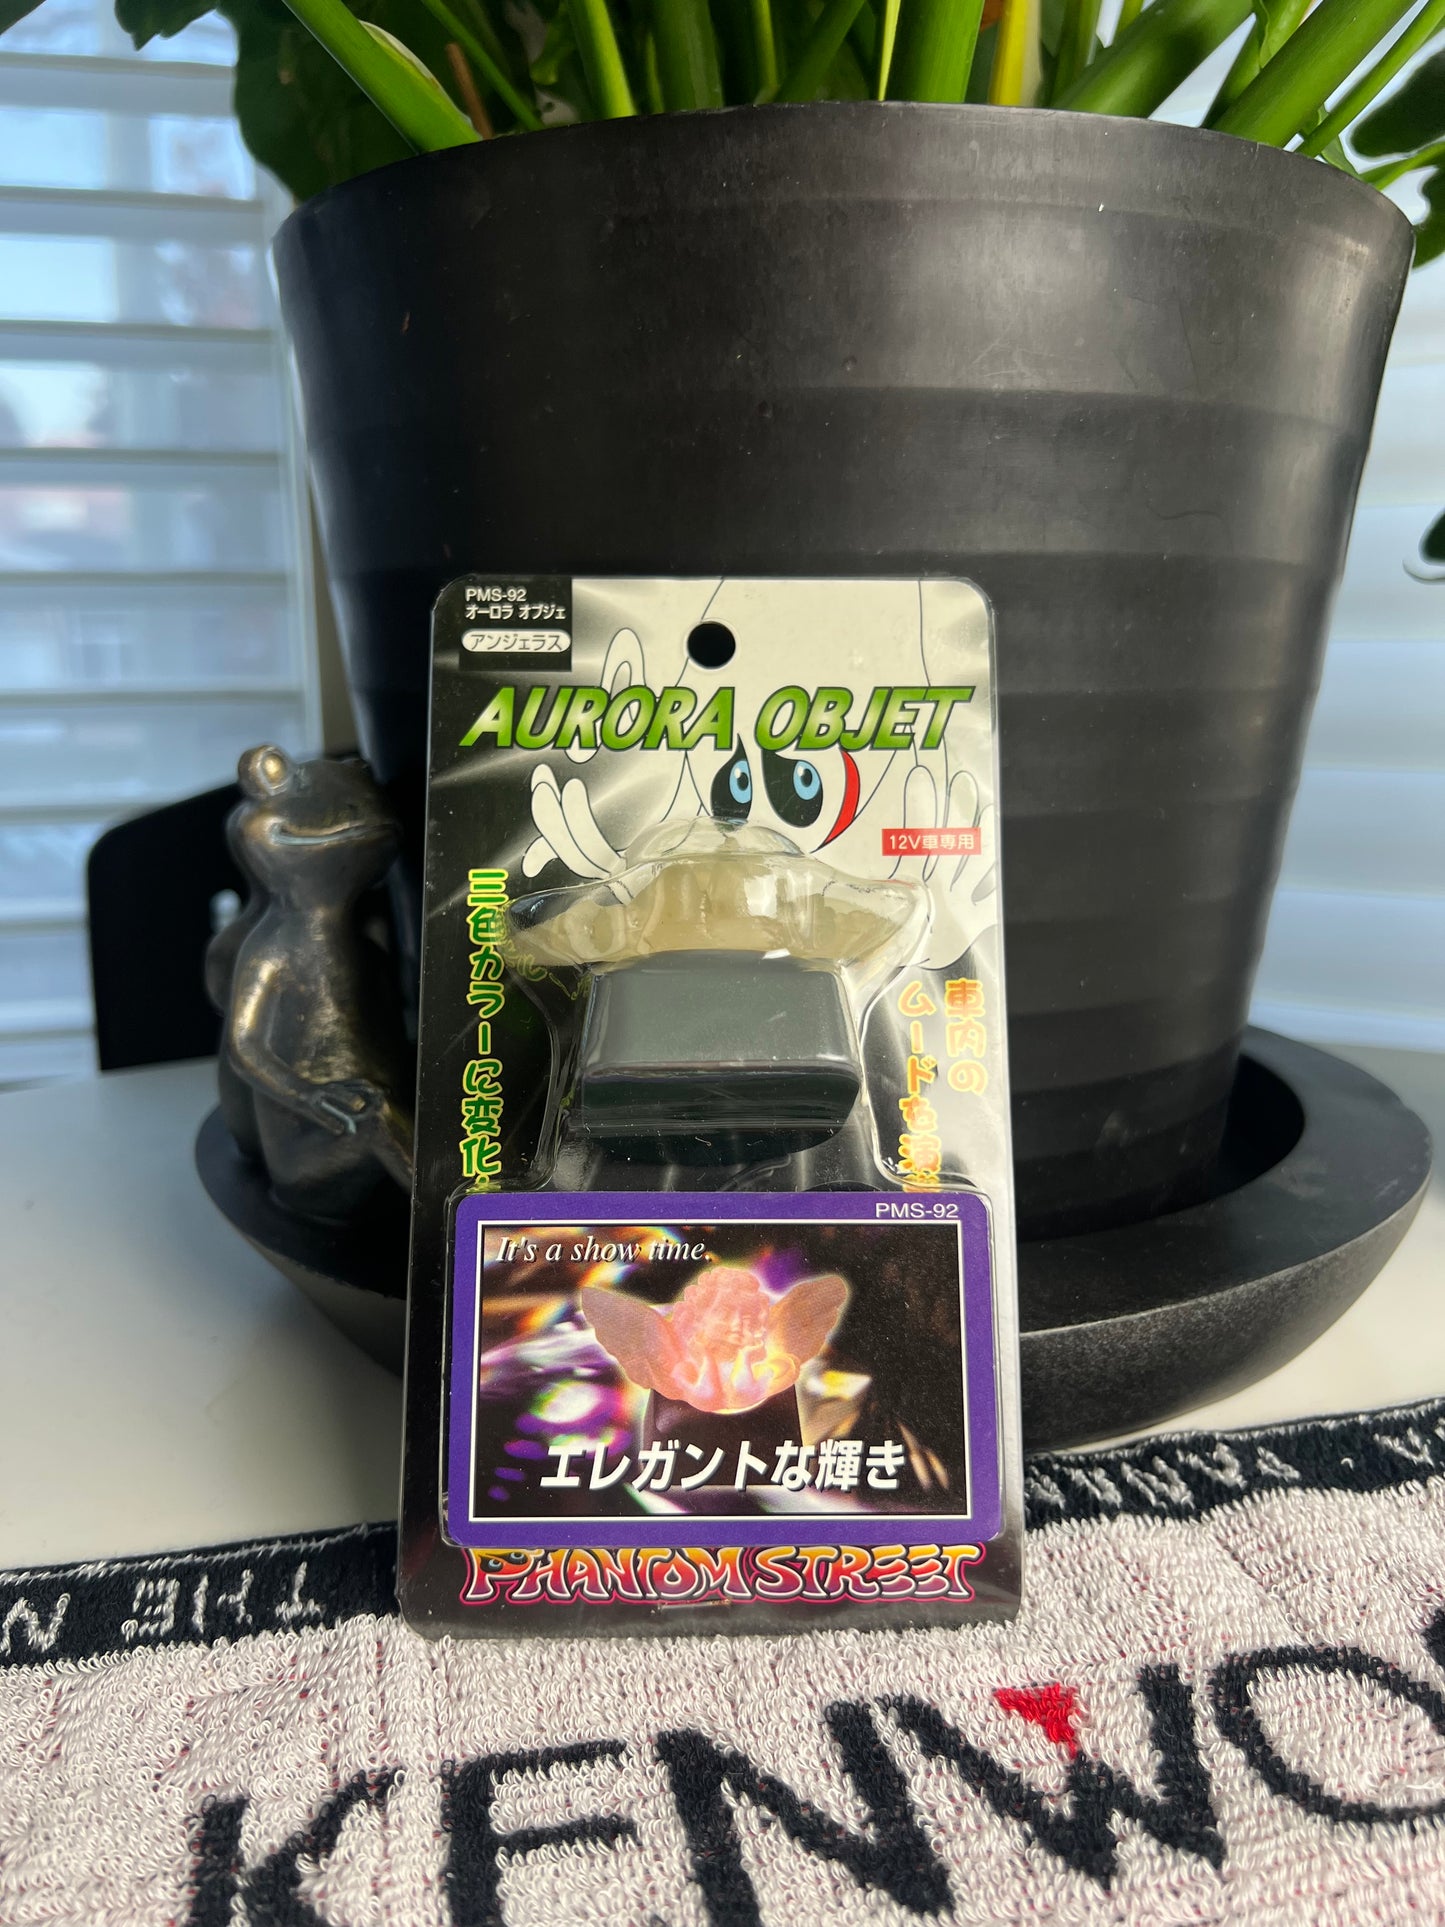 PMS-92
オーロラ オブジェ
アンジェラス
AURORA OBJET
12V車専用
三色カラーに変化
車内の
ムードを演
PMS-92
It's a show time.
エレガントな輝き
PHANTOM STREET
THE
KENWO